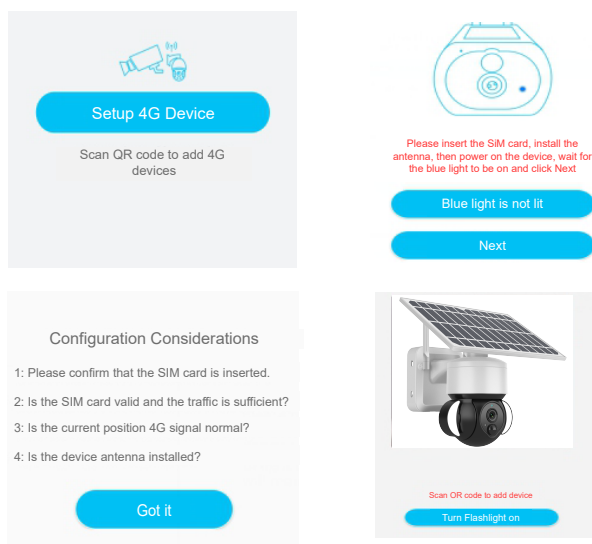 Setup 4G Device
Scan QR code to add 4G
devices
Please insert the SiM card, install the
antenna, then power on the device, wait for
the blue light to be on and click Next
Blue light is not lit
Next
Configuration Considerations
1: Please confirm that the SIM card is inserted.
2: Is the SIM card valid and the traffic is sufficient?
3: Is the current position 4G signal normal?
4: Is the device antenna installed?
Got it
Scan OR code to add device
Turn Flashlight on